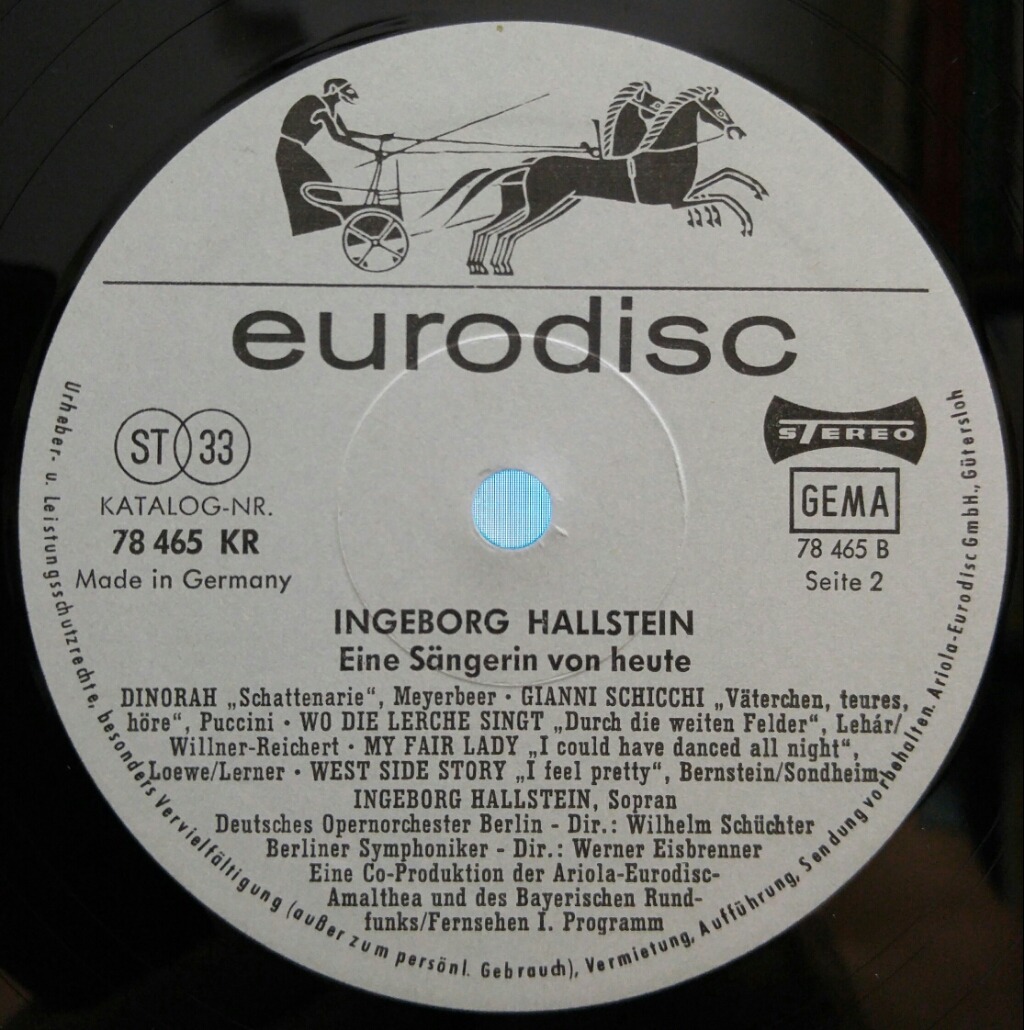 eurodisc
ST 33
KATALOG-NR.
78 465 KR
Made in Germany
STEREO
GEMA
78 465 B
Seite 2
INGEBORG HALLSTEIN
Eine Sängerin von heute
DINORAH „Schattenarie“, Meyerbeer · GIANNI SCHICCHI „Väterchen, teures,
höre“, Puccini · WO DIE LERCHE SINGT „Durch die weiten Felder“, Lehár/
Willner-Reichert · MY FAIR LADY „I could have danced all night“,
Loewe/Lerner · WEST SIDE STORY „I feel pretty“, Bernstein/Sondheim
INGEBORG HALLSTEIN, Sopran
Deutsches Opernorchester Berlin - Dir.: Wilhelm Schüchter
Berliner Symphoniker - Dir.: Werner Eisbrenner
Eine Co-Produktion der Ariola-Eurodisc-
Amalthea und des Bayerischen Rund-
funks/Fernsehen I. Programm
Urheber- u. Leistungsschutzrechte, besonders Vervielfältigung (außer zum persönl. Gebrauch), Vermietung, Aufführung, Sendung vorbehalten. Ariola-Eurodisc GmbH., Gütersloh